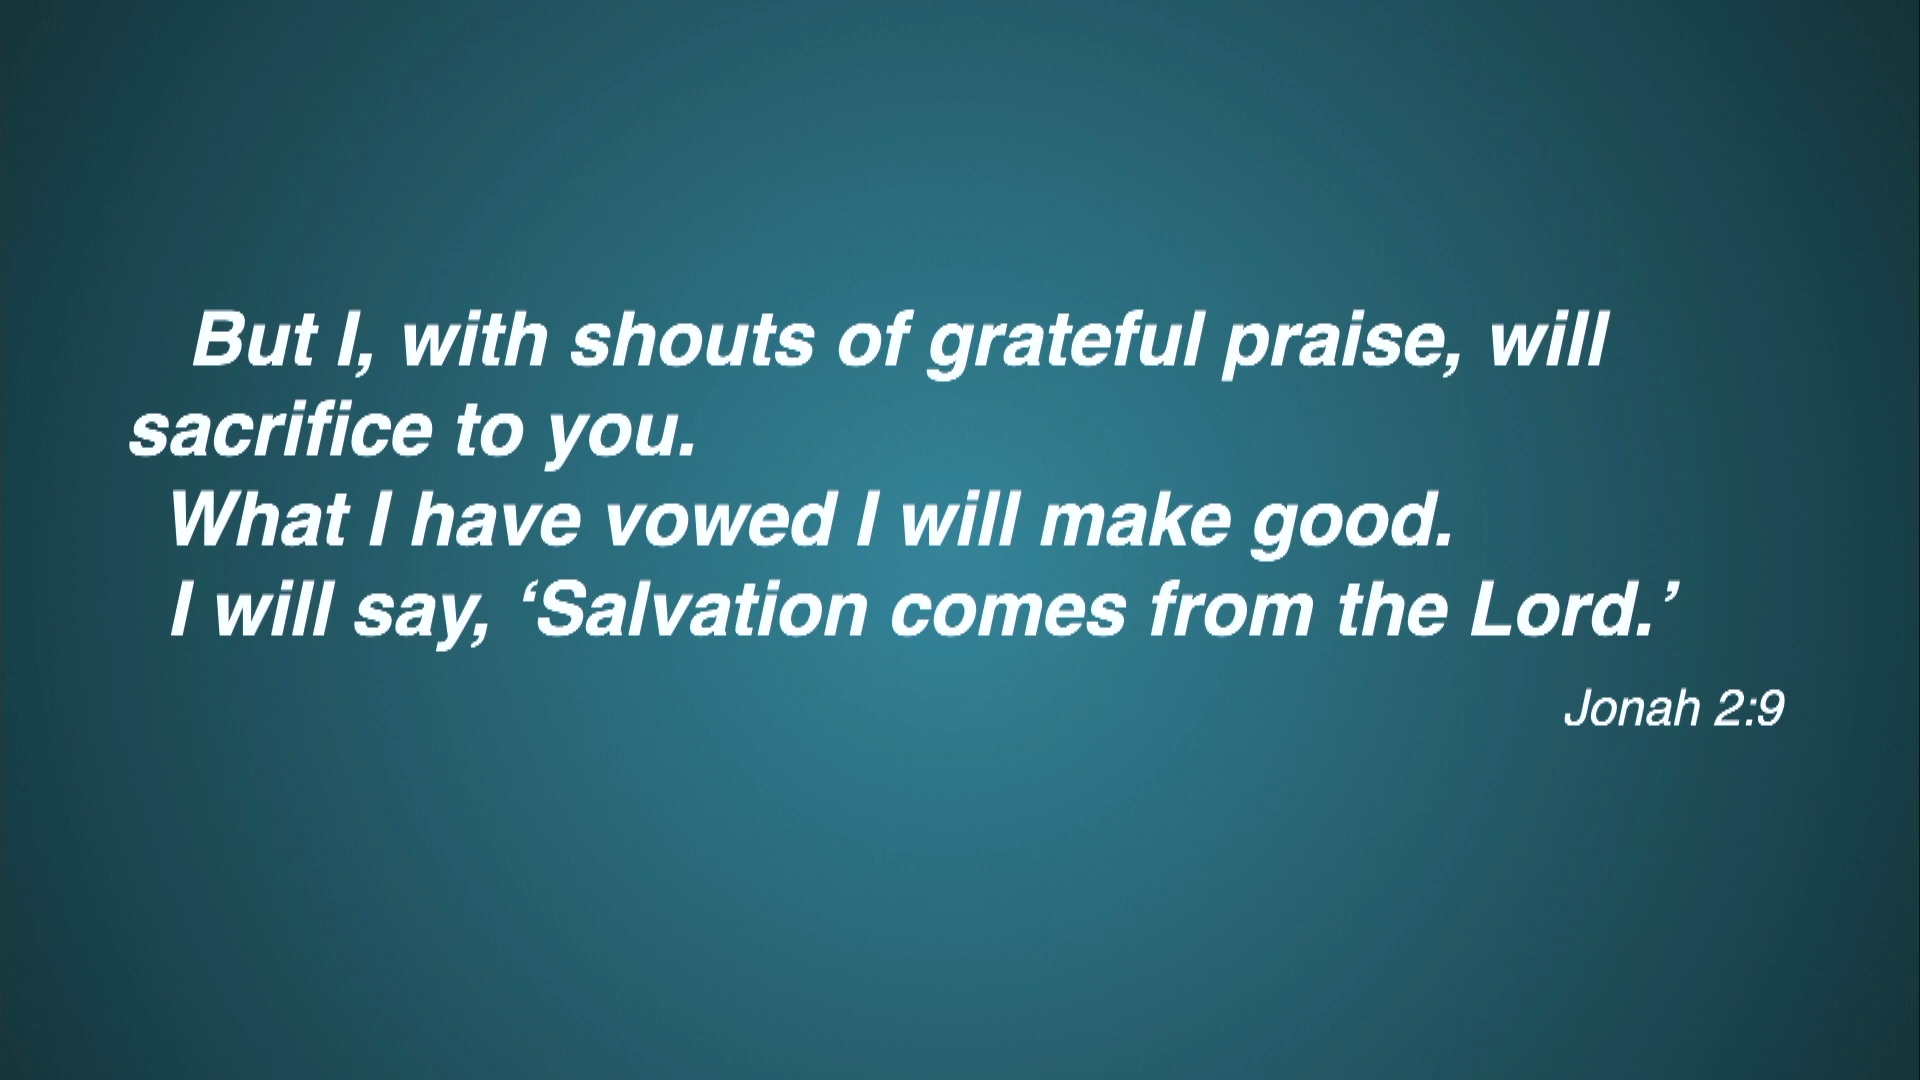 But I, with shouts of grateful praise, will
sacrifice to you.
What I have vowed I will make good.
I will say, ‘Salvation comes from the Lord.’
Jonah 2:9